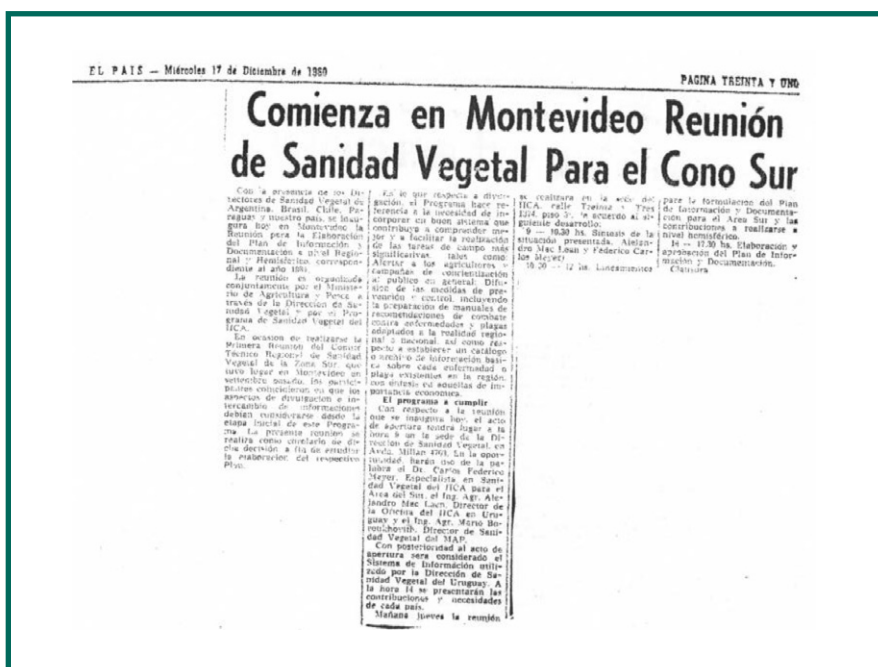 EL PAIS — Miércoles 17 de Diciembre de 1980
PAGINA TREINTA Y UNO
Comienza en Montevideo Reunión
de Sanidad Vegetal Para el Cono Sur
Con la presencia de los Di-
rectores de Sanidad Vegetal de
Argentina, Brasil, Chile, Pa-
raguay y nuestro país, se inau-
gura hoy en Montevideo la
Reunión para la Elaboración
del Plan de Información y
Documentación a nivel Regio-
nal y Hemisférico correspon-
diente al año 1981.
La reunión es organizada
conjuntamente por el Ministe-
rio de Agricultura y Pesca a
través de la Dirección de Sa-
nidad Vegetal y por el Pro-
grama de Sanidad Vegetal del
IICA.
En ocasión de realizarse la
Primera Reunión del Comité
Técnico Regional de Sanidad
Vegetal de la Zona Sur, que
tuvo lugar en Montevideo en
setiembre pasado, los partici-
pantes coincidieron en que los
aspectos de divulgación e in-
tercambio de informaciones
debían considerarse desde la
etapa inicial de este Progra-
ma. La presente reunión se
realiza como corolario de di-
cha decisión a fin de estudiar
la elaboración del respectivo
Plan.
En lo que respecta a divul-
gación, el Programa hace re-
ferencia a la necesidad de in-
corporar un buen sistema que
contribuya a comprender me-
jor y a facilitar la realización
de las tareas de campo más
significativas, tales como:
Alertar a los agricultores y
campañas de concientización
al público en general; Difu-
sión de las medidas de pre-
vención y control, incluyendo
la preparación de manuales de
recomendaciones de combate
contra enfermedades y plagas
adaptados a la realidad regio-
nal o nacional, así como res-
pecto a establecer un catálogo
o archivo de información bási-
ca sobre cada enfermedad o
plaga existentes en la región,
con énfasis en aquellas de im-
portancia económica.
El programa a cumplir
Con respecto a la reunión
que se inaugura hoy, el acto
de apertura tendrá lugar a la
hora 9 en la sede de la Di-
rección de Sanidad Vegetal, en
Avda. Millán 4703. En la opor-
tunidad, harán uso de la pa-
labra el Dr. Carlos Federico
Meyer, Especialista en Sani-
dad Vegetal del IICA para el
Area del Sur, el Ing. Agr. Ale-
jandro Mac Lean, Director de
la Oficina del IICA en Uru-
guay y el Ing. Agr. Mario Bo-
roukhovitch, Director de Sani-
dad Vegetal del MAP.
Con posterioridad al acto de
apertura será considerado el
Sistema de Información utili-
zado por la Dirección de Sa-
nidad Vegetal del Uruguay. A
la hora 14 se presentarán las
contribuciones y necesidades
de cada país.
Mañana jueves la reunión
se realizará en la sede del
IICA, calle Treinta y Tres
1374, piso de acuerdo al si-
guiente desarrollo:
9 — 10.30 hs. Síntesis de la
situación presentada. Alejan-
dro Mac Lean y Federico Car-
los Meyer)
10.30 — 12 hs. Lineamientos
para la formulación del Plan
de Información y Documenta-
ción para el Area Sur y las
contribuciones a realizarse a
nivel hemisférico.
14 — 17.30 hs. Elaboración y
aprobación del Plan de Infor-
mación y Documentación.
Clausura